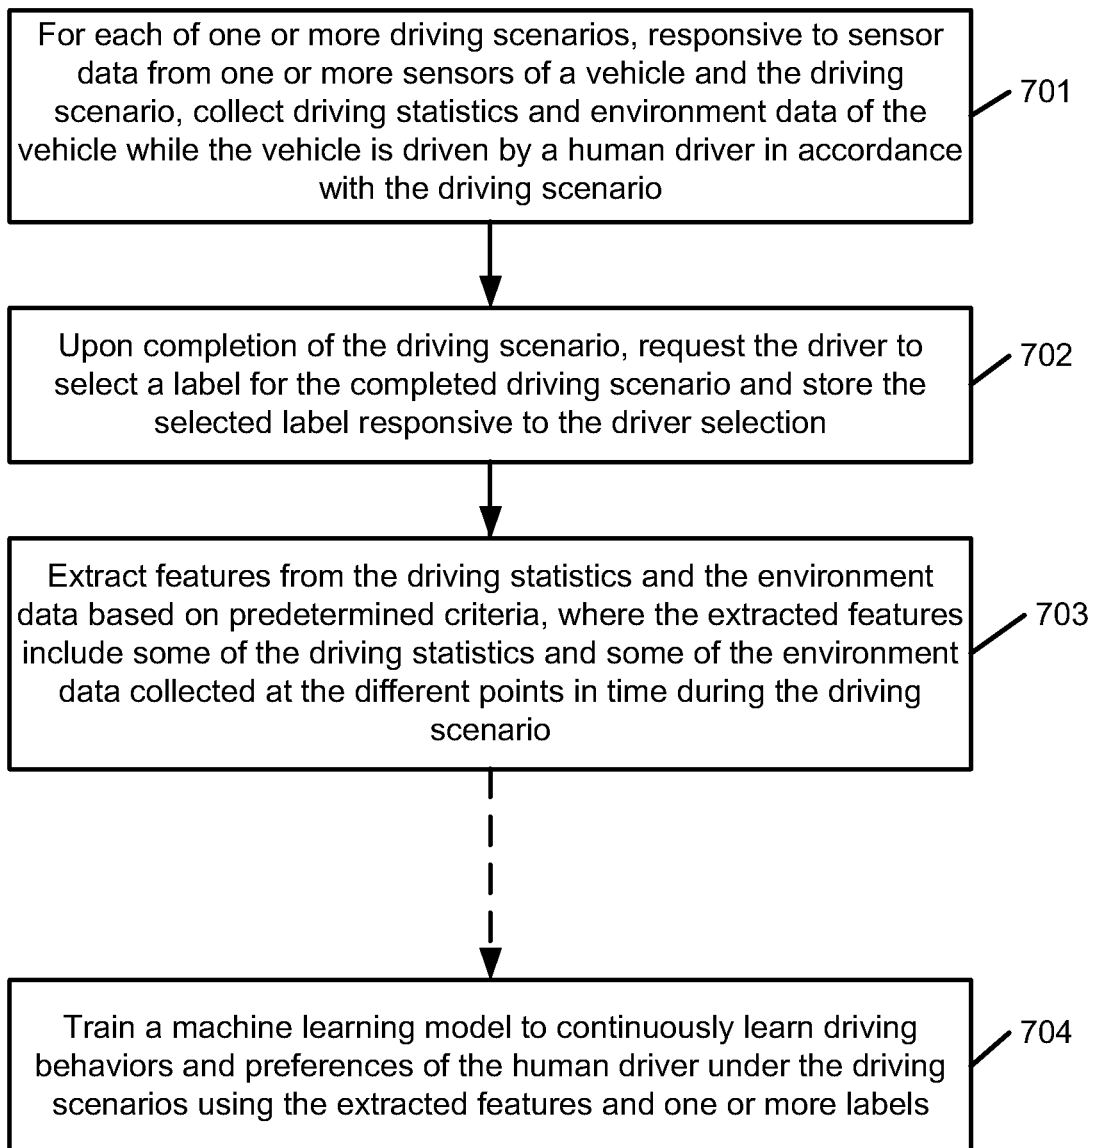 For each of one or more driving scenarios, responsive to sensor
data from one or more sensors of a vehicle and the driving
scenario, collect driving statistics and environment data of the
vehicle while the vehicle is driven by a human driver in accordance
with the driving scenario
701
Upon completion of the driving scenario, request the driver to
select a label for the completed driving scenario and store the
selected label responsive to the driver selection
702
Extract features from the driving statistics and the environment
data based on predetermined criteria, where the extracted features
include some of the driving statistics and some of the environment
data collected at the different points in time during the driving
scenario
703
Train a machine learning model to continuously learn driving
behaviors and preferences of the human driver under the driving
scenarios using the extracted features and one or more labels
704